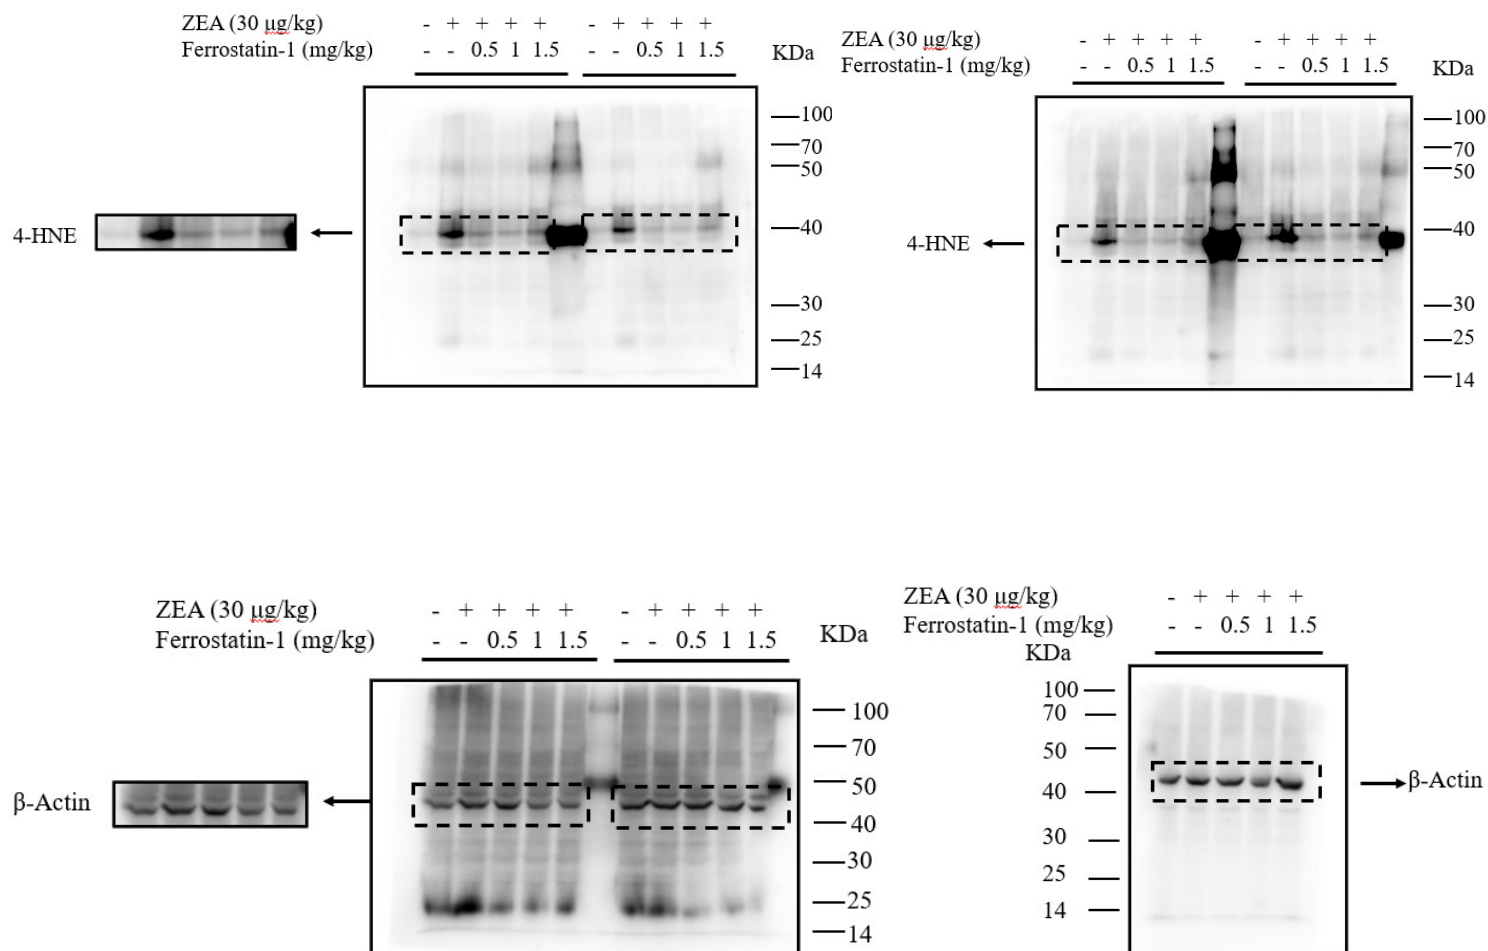 ZEA (30 μg/kg) - + + + + - + + + +
Ferrostatin-1 (mg/kg) - - 0.5 1 1.5 - - 0.5 1 1.5 KDa
100
70
50
4-HNE
40
30
25
14
ZEA (30 μg/kg) - + + + + - + + + +
Ferrostatin-1 (mg/kg) - - 0.5 1 1.5 - - 0.5 1 1.5 KDa
100
70
50
4-HNE
40
30
25
14
ZEA (30 μg/kg) - + + + + - + + + +
Ferrostatin-1 (mg/kg) - - 0.5 1 1.5 - - 0.5 1 1.5 KDa
100
70
50
β-Actin
40
30
25
14
ZEA (30 μg/kg) - + + + +
Ferrostatin-1 (mg/kg) - - 0.5 1 1.5
KDa
100
70
50
40
β-Actin
30
25
14